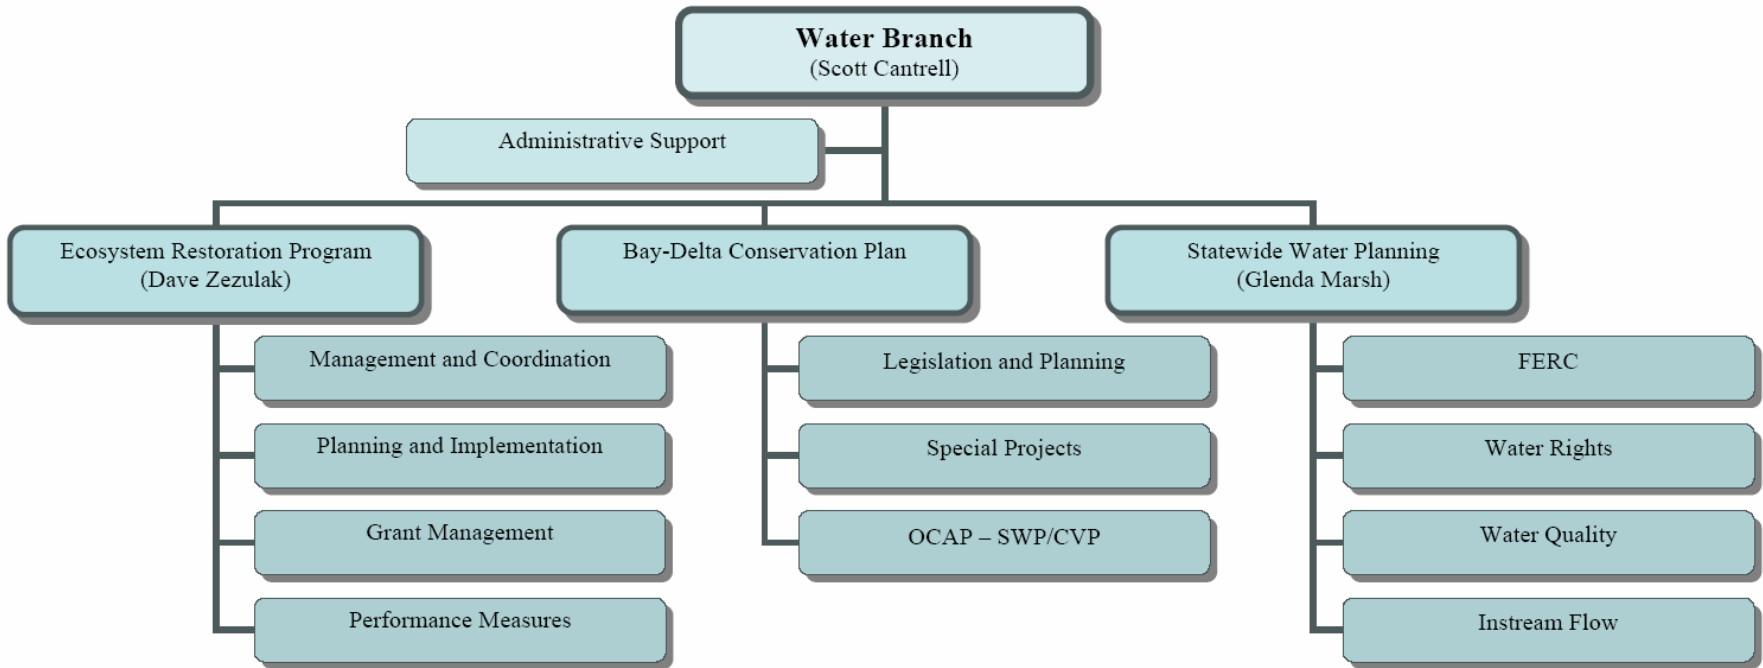 Water Branch
(Scott Cantrell)
Administrative Support
Ecosystem Restoration Program
(Dave Zezulak)
Bay-Delta Conservation Plan
Statewide Water Planning
(Glenda Marsh)
Management and Coordination
Planning and Implementation
Grant Management
Performance Measures
Legislation and Planning
Special Projects
OCAP – SWP/CVP
FERC
Water Rights
Water Quality
Instream Flow